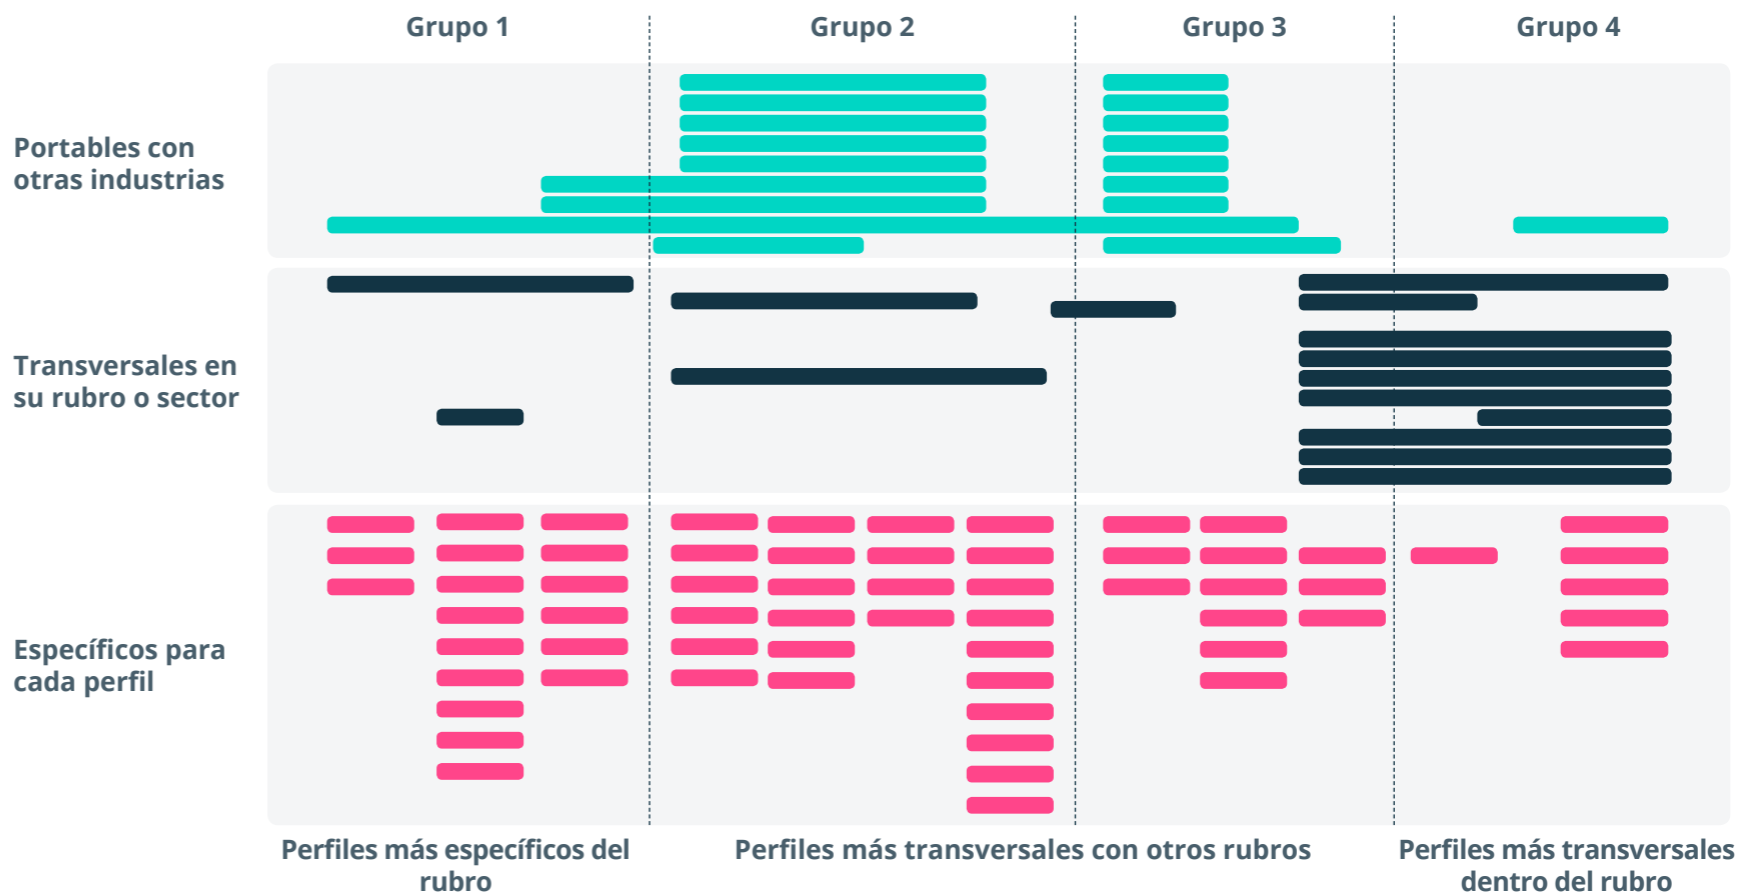 Grupo 1
Grupo 2
Grupo 3
Grupo 4
Portables con
otras industrias
Transversales en
su rubro o sector
Específicos para
cada perfil
Perfiles más específicos del
rubro
Perfiles más transversales con otros rubros
Perfiles más transversales
dentro del rubro